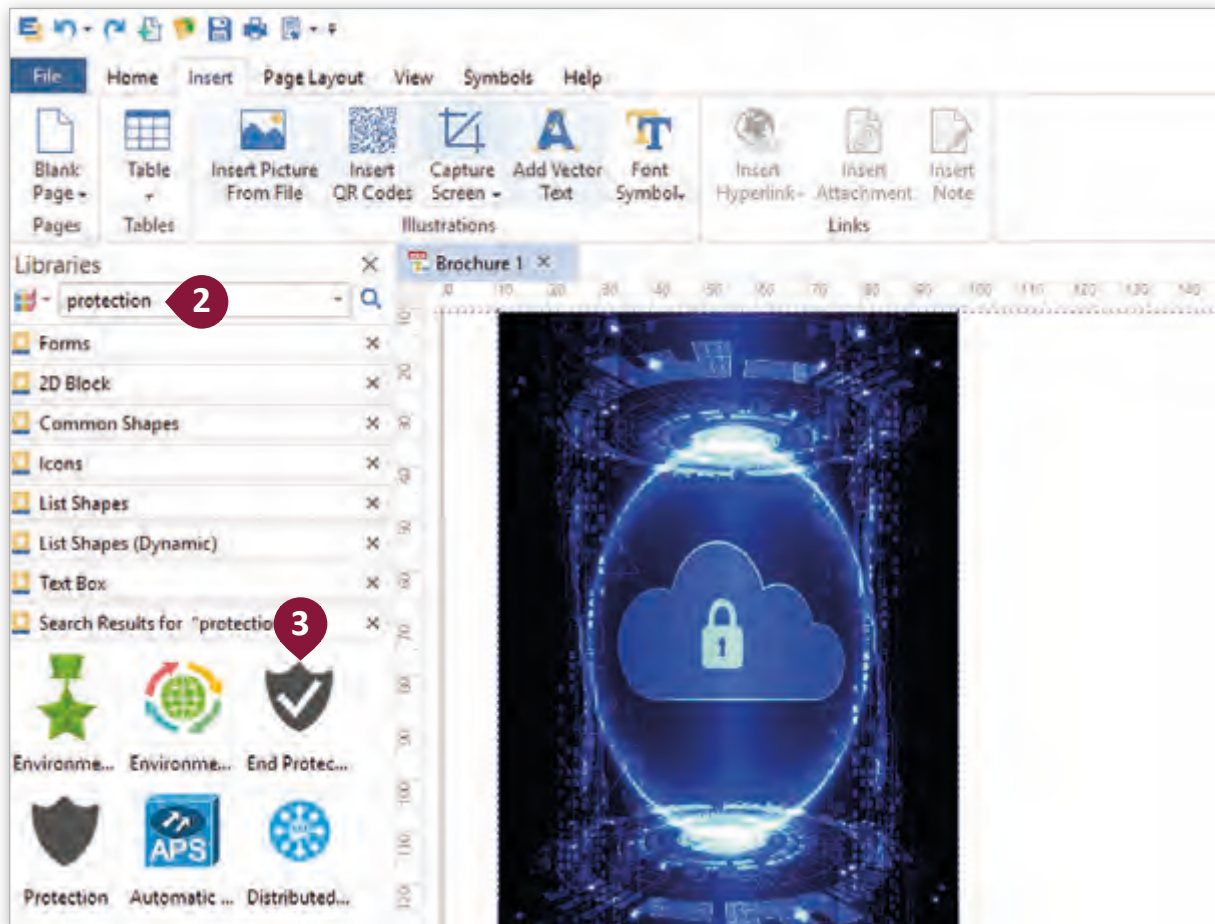 File Home Insert Page Layout View Symbols Help
Blank Page
Table
Insert Picture From File
Insert QR Codes
Capture Screen
Add Vector Text
Font Symbol
Insert Hyperlink
Insert Attachment
Insert Note
Pages
Tables
Illustrations
Links
Libraries
Brochure 1
protection
2
Forms
2D Block
Common Shapes
Icons
List Shapes
List Shapes (Dynamic)
Text Box
Search Results for "protectio
3
Environme... Environme... End Protec...
APS
Protection Automatic ... Distributed...